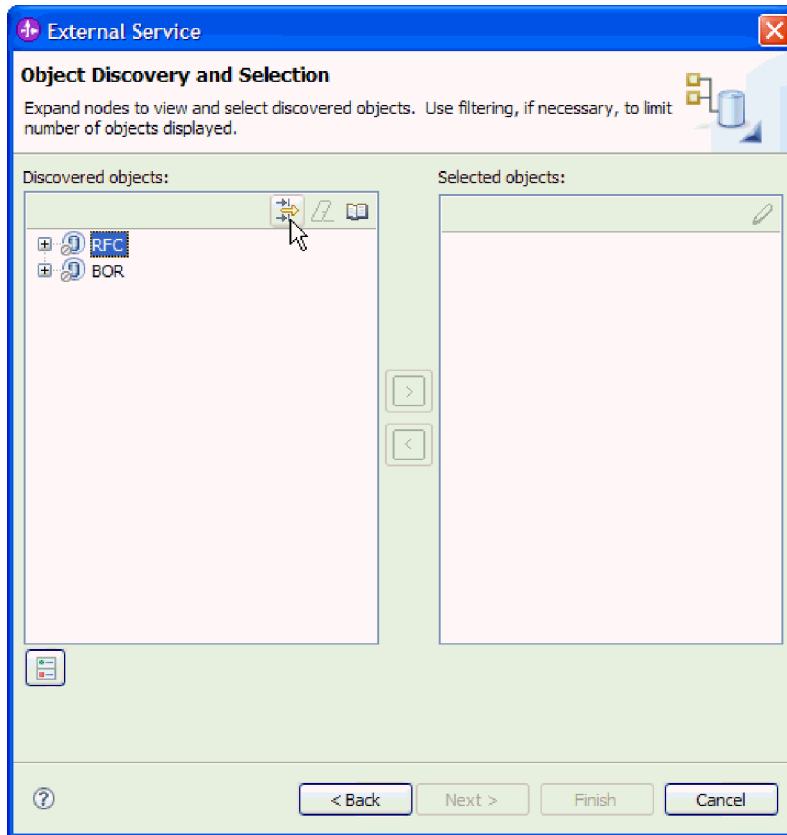 External Service
Object Discovery and Selection
Expand nodes to view and select discovered objects. Use filtering, if necessary, to limit
number of objects displayed.
Discovered objects:
Selected objects:
RFC
BOR
>
<
?
< Back
Next >
Finish
Cancel